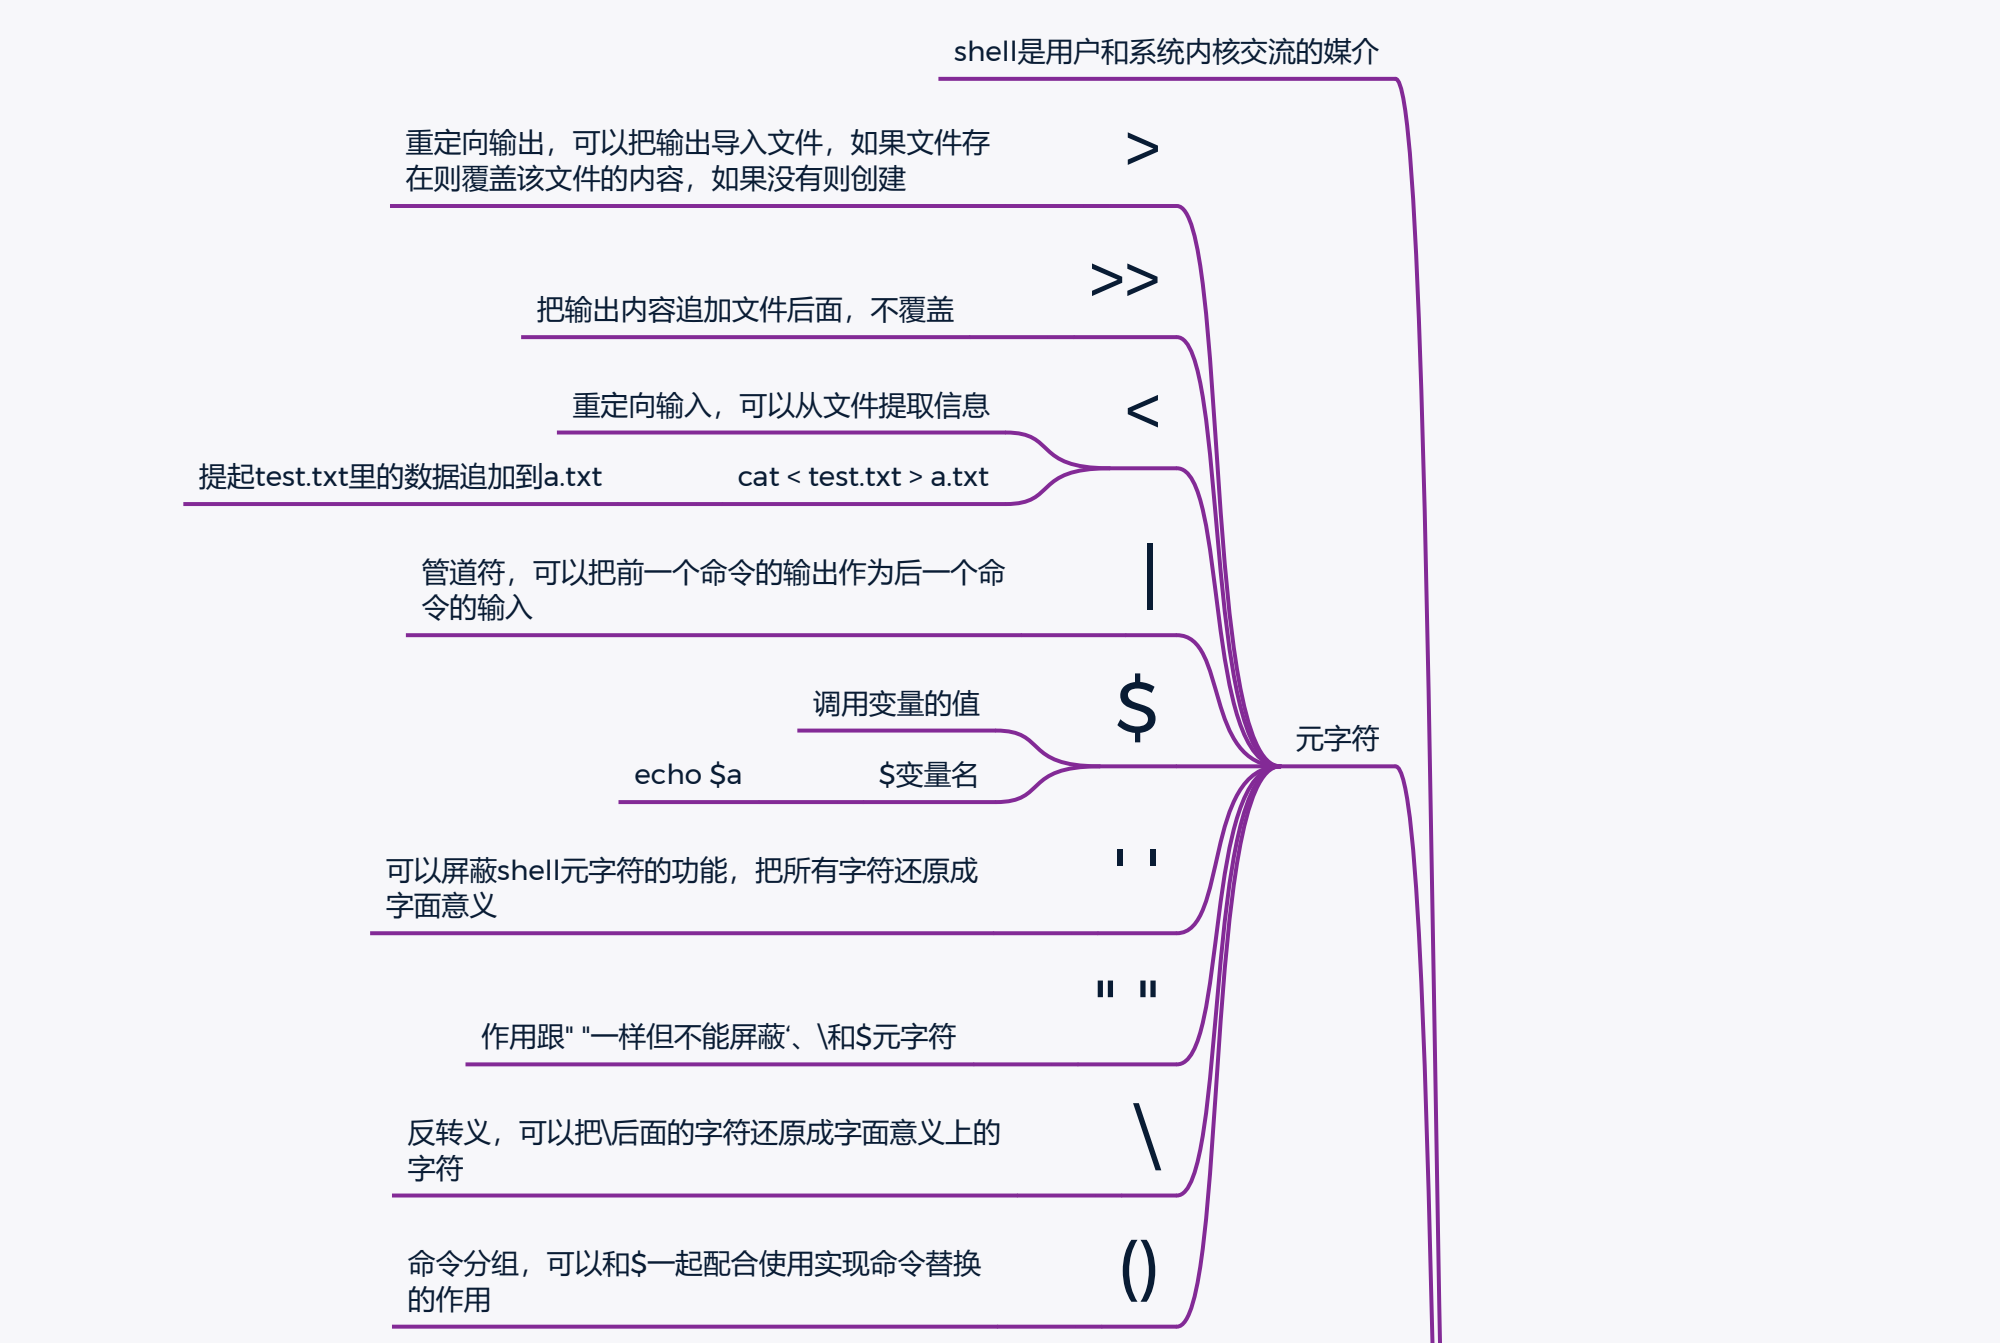 shell是用户和系统内核交流的媒介
元字符
>
重定向输出，可以把输出导入文件，如果文件存
在则覆盖该文件的内容，如果没有则创建
>>
把输出内容追加文件后面，不覆盖
<
重定向输入，可以从文件提取信息
cat < test.txt > a.txt
提起test.txt里的数据追加到a.txt
|
管道符，可以把前一个命令的输出作为后一个命
令的输入
$
调用变量的值
$变量名
echo $a
' '
可以屏蔽shell元字符的功能，把所有字符还原成
字面意义
" "
作用跟" "一样但不能屏蔽‘、\和$元字符
\
反转义，可以把\后面的字符还原成字面意义上的
字符
()
命令分组，可以和$一起配合使用实现命令替换
的作用